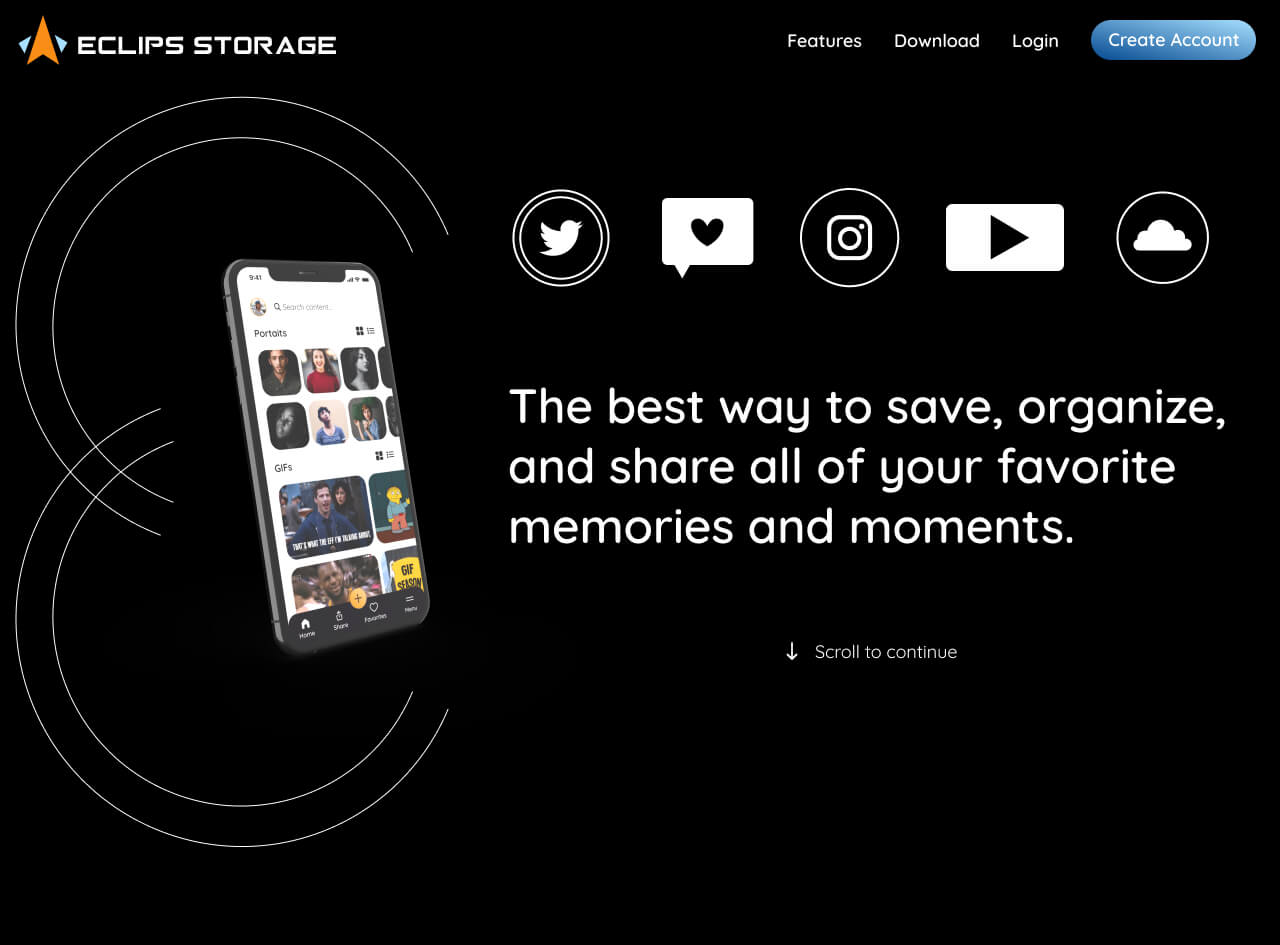 ECLIPS STORAGE
Features Download Login Create Account
9:41
Search content...
Portaits
GIFs
THAT'S WHAT THE EFF I'M TALKING ABOUT.
GIF
SEASON
Home Share Favorites Menu
The best way to save, organize,
and share all of your favorite
memories and moments.
↓ Scroll to continue